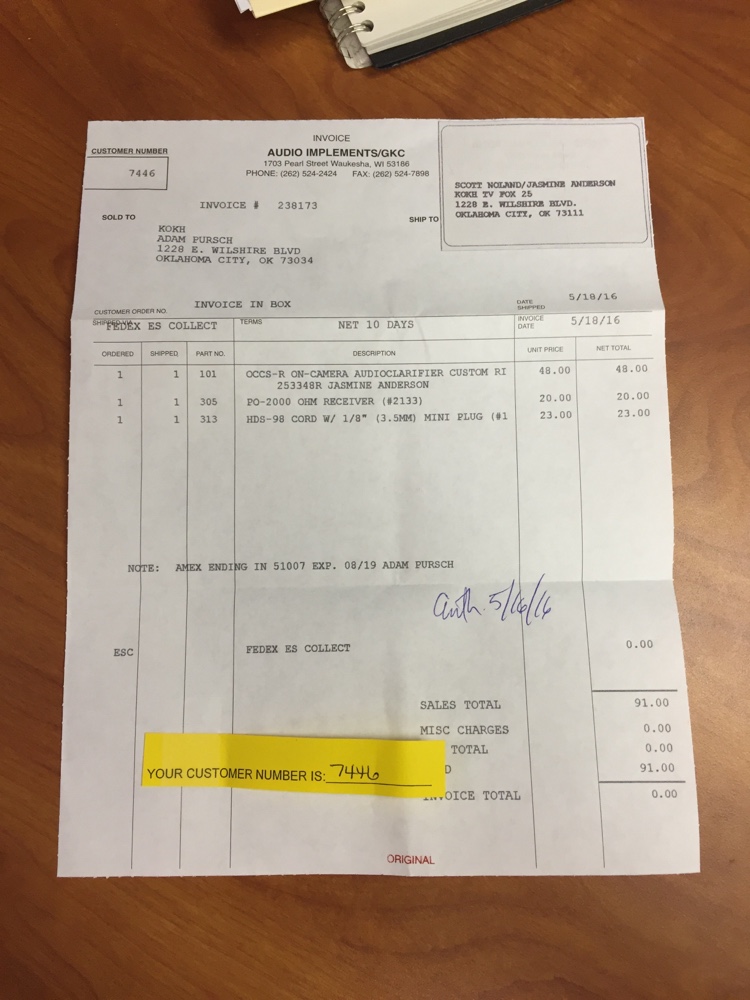 INVOICE
AUDIO IMPLEMENTS/GKC
1703 Pearl Street Waukesha, WI 53186
PHONE: (262) 524-2424 FAX: (262) 524-7898
CUSTOMER NUMBER
7446
INVOICE # 238173
SOLD TO
KOKH
ADAM PURSCH
1228 E. WILSHIRE BLVD
OKLAHOMA CITY, OK 73034
SHIP TO
SCOTT NOLAND/JASMINE ANDERSON
KOKH TV FOX 25
1228 E. WILSHIRE BLVD.
OKLAHOMA CITY, OK 73111
CUSTOMER ORDER NO. INVOICE IN BOX
DATE SHIPPED 5/18/16
SHIPPED VIA FEDEX ES COLLECT
TERMS NET 10 DAYS
INVOICE DATE 5/18/16
ORDERED SHIPPED PART NO. DESCRIPTION UNIT PRICE NET TOTAL
1 1 101 OCCS-R ON-CAMERA AUDIOCLARIFIER CUSTOM RI 48.00 48.00
253348R JASMINE ANDERSON
1 1 305 PO-2000 OHM RECEIVER (#2133) 20.00 20.00
1 1 313 HDS-98 CORD W/ 1/8" (3.5MM) MINI PLUG (#1 23.00 23.00
NOTE: AMEX ENDING IN 51007 EXP. 08/19 ADAM PURSCH
Auth. 5/16/16
ESC FEDEX ES COLLECT 0.00
SALES TOTAL 91.00
MISC CHARGES 0.00
TOTAL 0.00
D 91.00
INVOICE TOTAL 0.00
YOUR CUSTOMER NUMBER IS: 7446
ORIGINAL